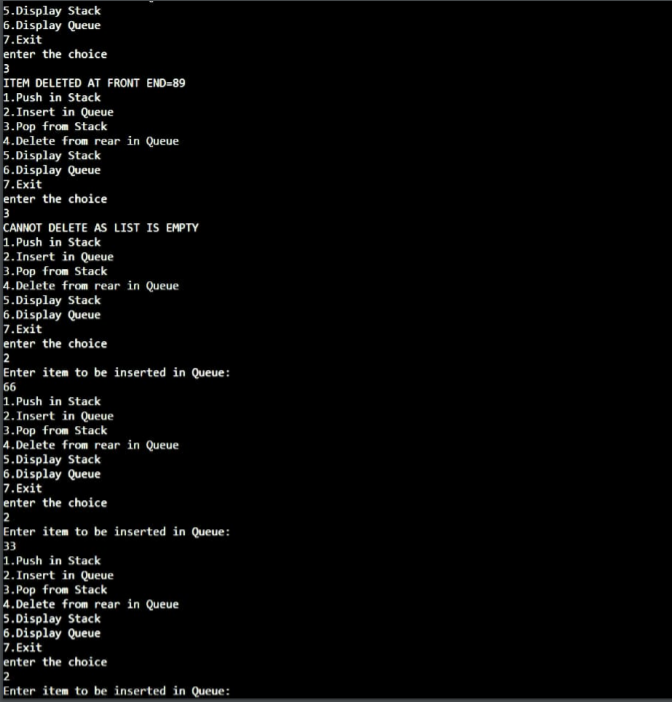 5.Display Stack
6.Display Queue
7.Exit
enter the choice
3
ITEM DELETED AT FRONT END=89
1.Push in Stack
2.Insert in Queue
3.Pop from Stack
4.Delete from rear in Queue
5.Display Stack
6.Display Queue
7.Exit
enter the choice
3
CANNOT DELETE AS LIST IS EMPTY
1.Push in Stack
2.Insert in Queue
3.Pop from Stack
4.Delete from rear in Queue
5.Display Stack
6.Display Queue
7.Exit
enter the choice
2
Enter item to be inserted in Queue:
66
1.Push in Stack
2.Insert in Queue
3.Pop from Stack
4.Delete from rear in Queue
5.Display Stack
6.Display Queue
7.Exit
enter the choice
2
Enter item to be inserted in Queue:
33
1.Push in Stack
2.Insert in Queue
3.Pop from Stack
4.Delete from rear in Queue
5.Display Stack
6.Display Queue
7.Exit
enter the choice
2
Enter item to be inserted in Queue: